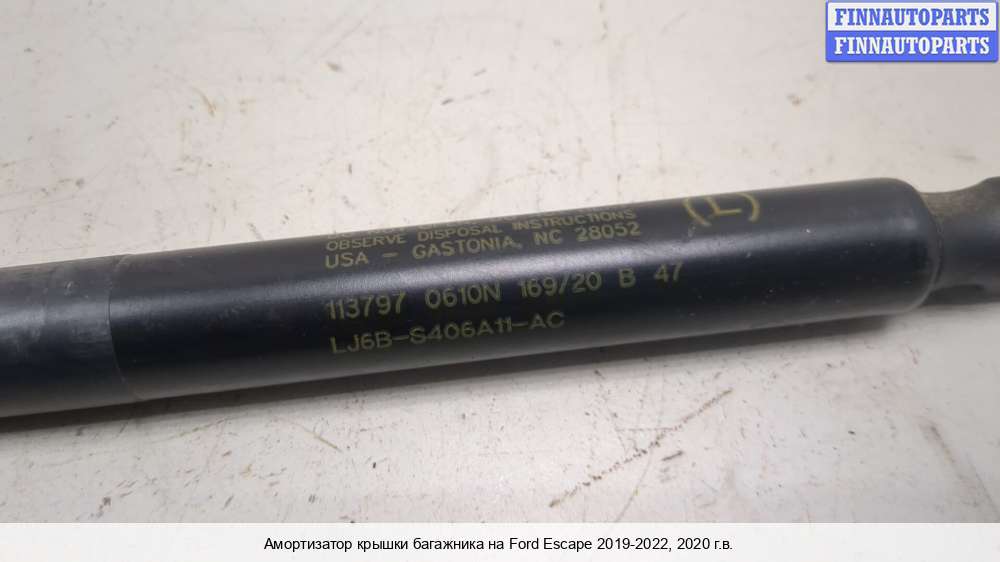 FINNAUTOPARTS
FINNAUTOPARTS
OBSERVE DISPOSAL INSTRUCTIONS
USA - GASTONIA, NC 28052
(L)
113797 0610N 169/20 B 47
LJ6B-S406A11-AC
Амортизатор крышки багажника на Ford Escape 2019-2022, 2020 г.в.